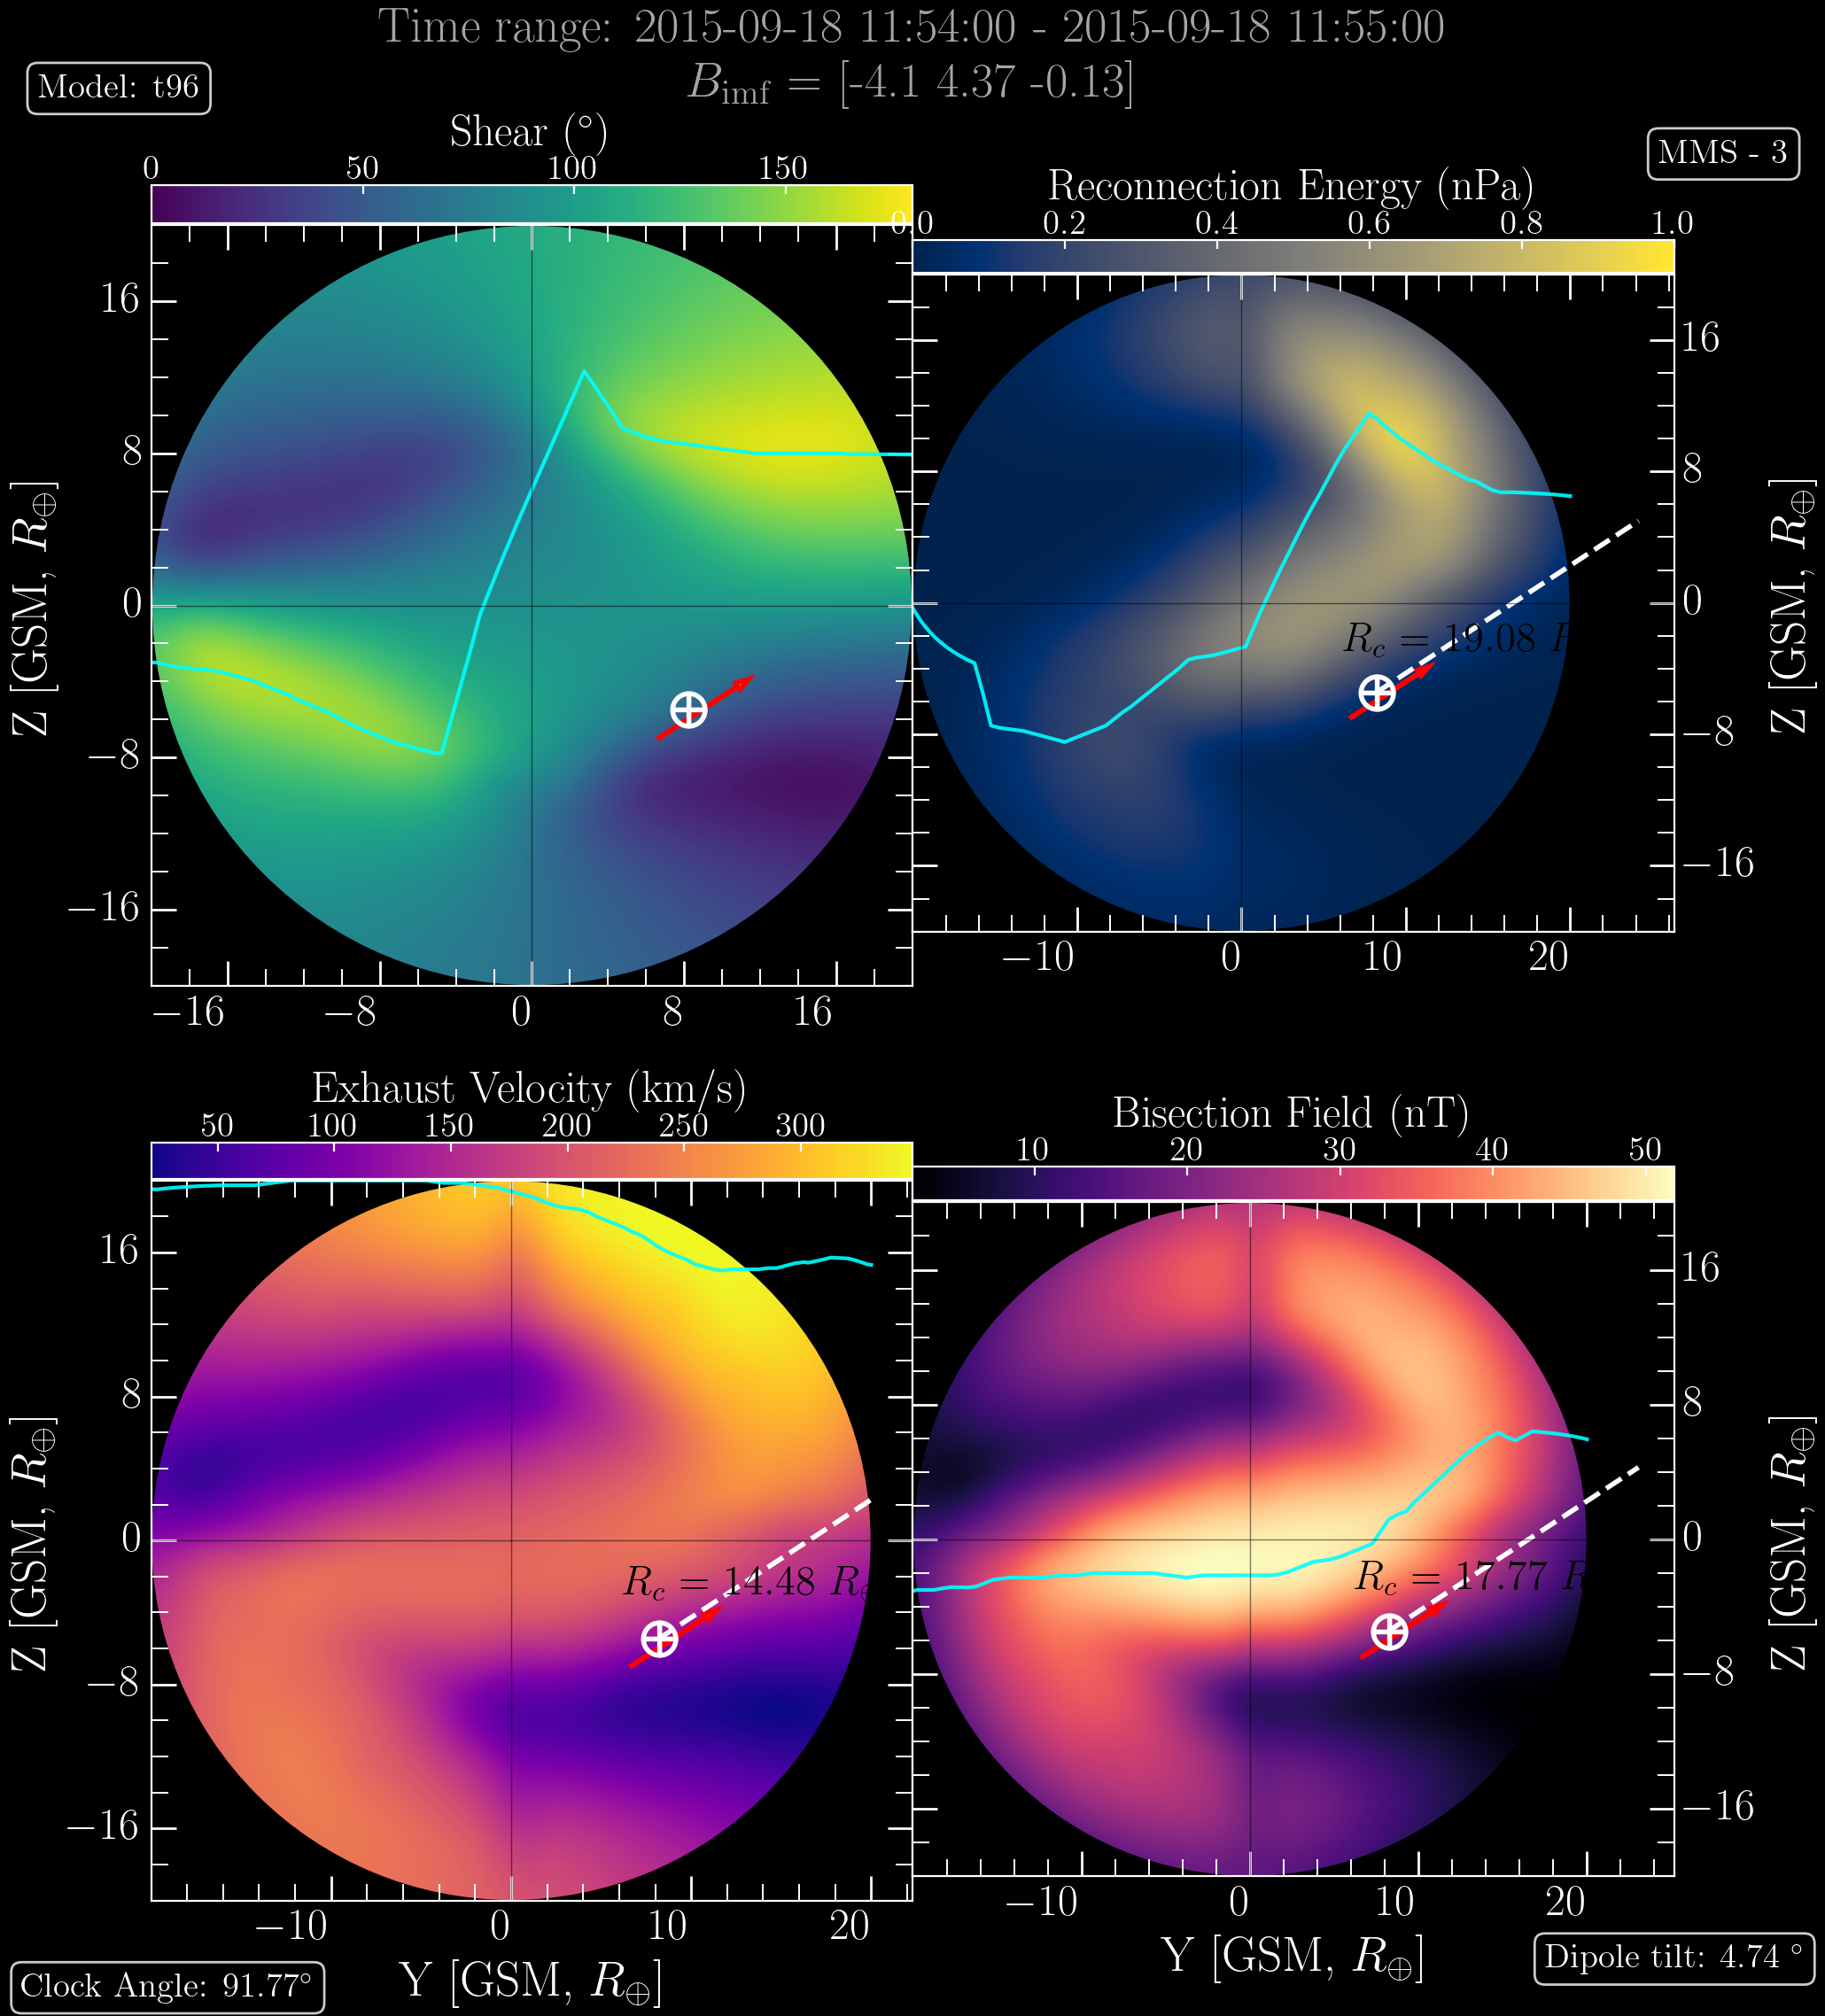 Time range: 2015-09-18 11:54:00 - 2015-09-18 11:55:00
B_imf = [-4.1 4.37 -0.13]
Model: t96
MMS - 3
Shear (°)
0 50 100 150
16
8
0
−8
−16
Z [GSM, R⊕]
−16 −8 0 8 16
Reconnection Energy (nPa)
0.0 0.2 0.4 0.6 0.8 1.0
R_c = 19.08 R
16
8
0
−8
−16
Z [GSM, R⊕]
−10 0 10 20
Exhaust Velocity (km/s)
50 100 150 200 250 300
R_c = 14.48 R⊕
16
8
0
−8
−16
Z [GSM, R⊕]
−10 0 10 20
Y [GSM, R⊕]
Bisection Field (nT)
10 20 30 40 50
R_c = 17.77 R
16
8
0
−8
−16
Z [GSM, R⊕]
−10 0 10 20
Y [GSM, R⊕]
Clock Angle: 91.77°
Dipole tilt: 4.74 °